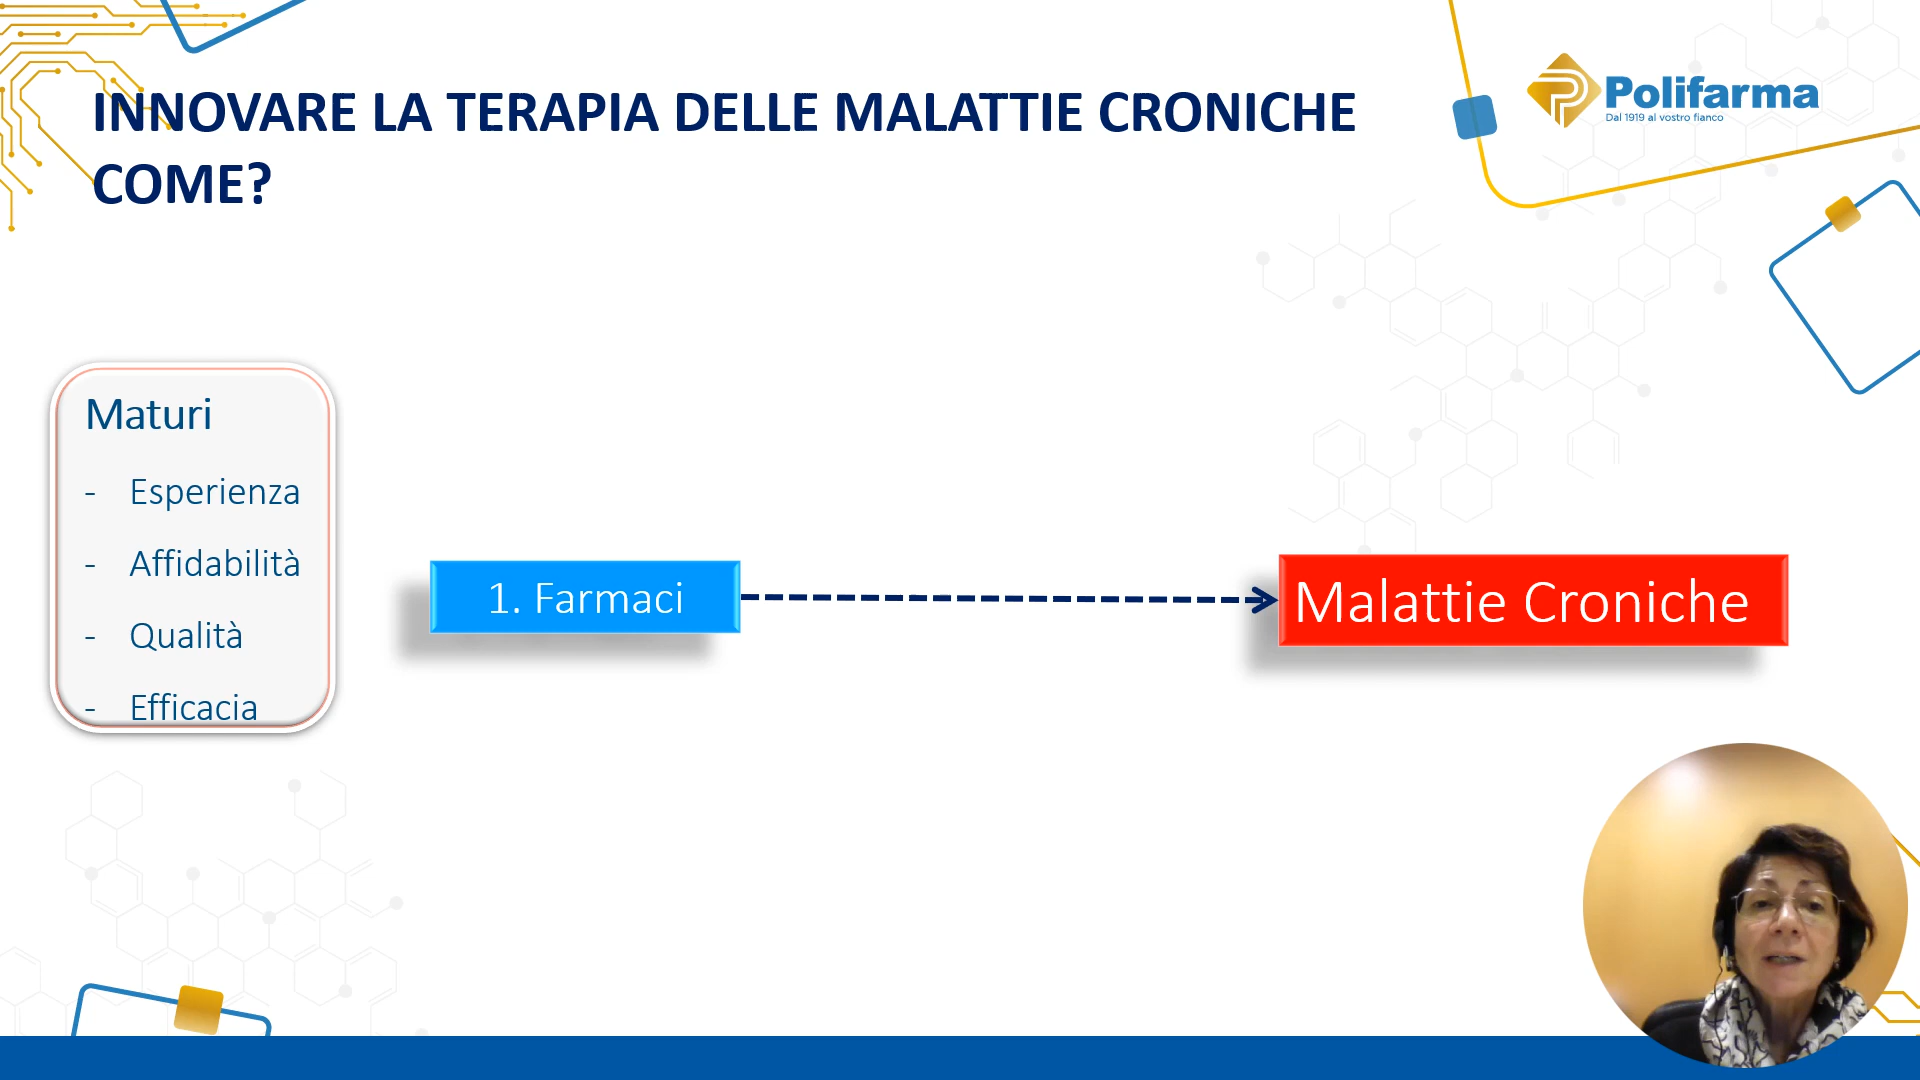 INNOVARE LA TERAPIA DELLE MALATTIE CRONICHE
COME?
Polifarma
Dal 1919 al vostro fianco
Maturi
- Esperienza
- Affidabilità
- Qualità
- Efficacia
1. Farmaci
Malattie Croniche